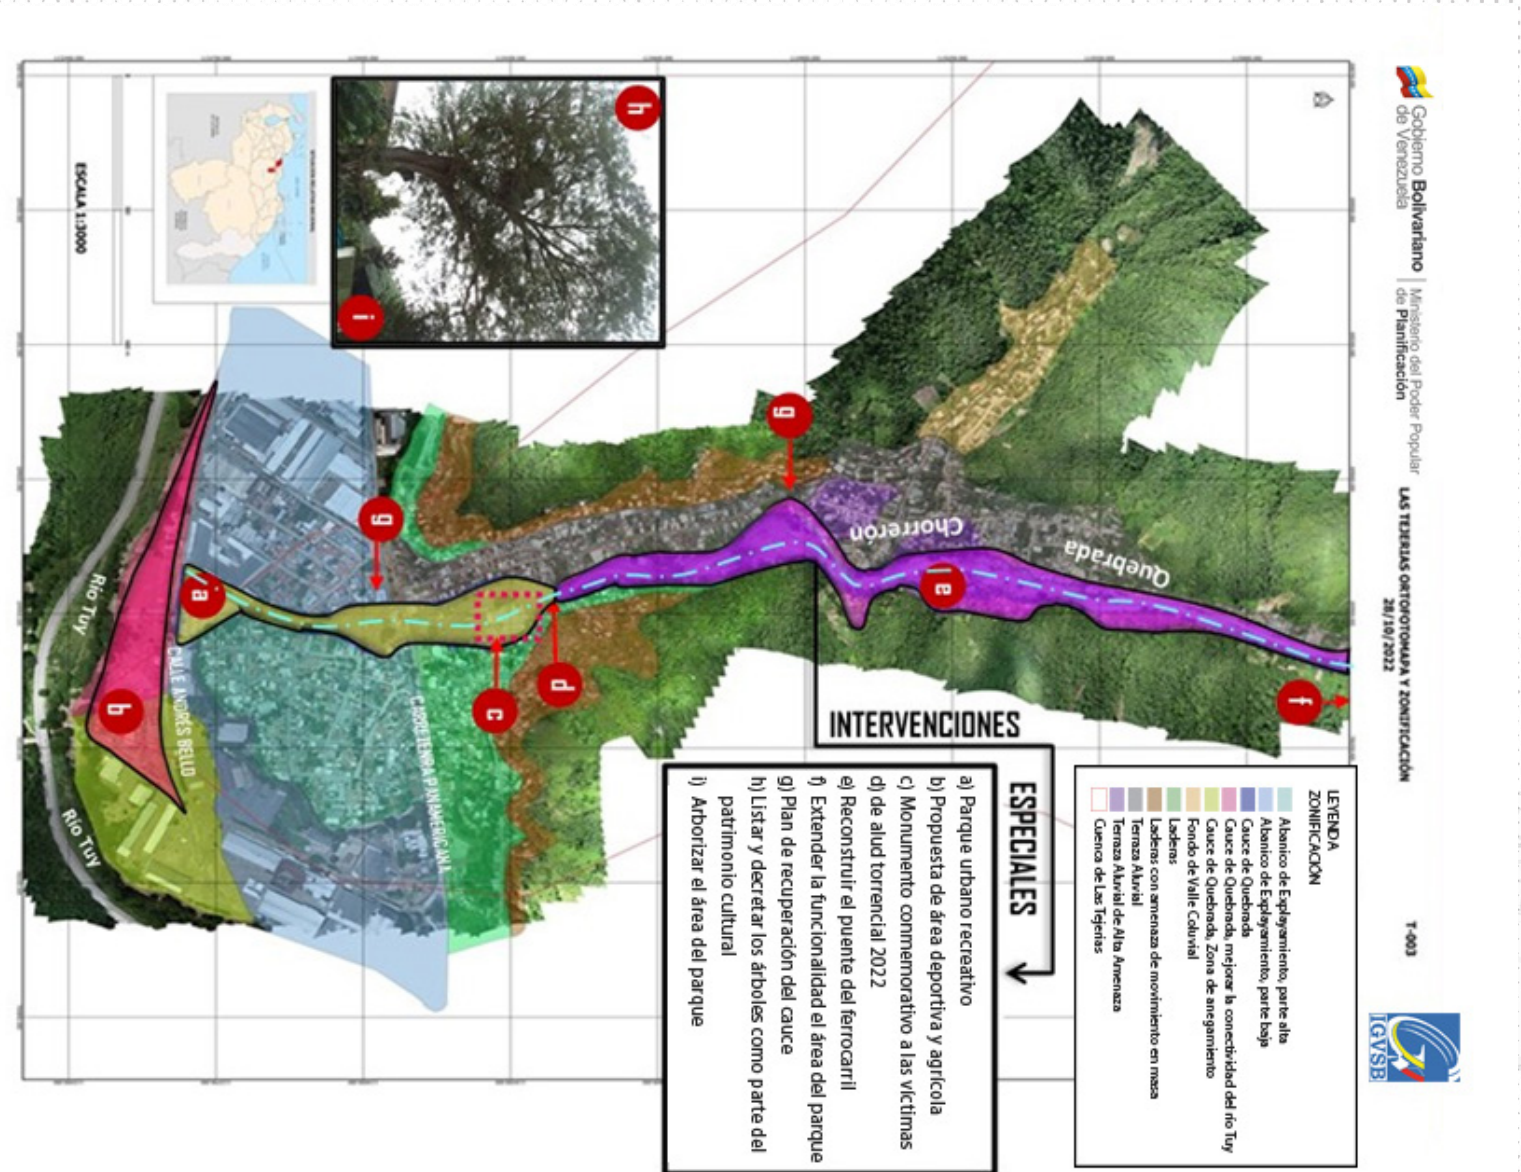 Gobierno Bolivariano
de Venezuela
Ministerio del Poder Popular
de Planificación
LAS TEJERIAS ORTOFOTOMAPA Y ZONIFICACIÓN
28/10/2022
T-003
IGVSB
LEYENDA
ZONIFICACIÓN
Abanico de Explayamiento, parte alta
Abanico de Explayamiento, parte baja
Cauce de Quebrada
Cauce de Quebrada, mejorar la conectividad del río Tuy
Cauce de Quebrada, Zona de anegamiento
Fondo de Valle Coluvial
Laderas
Laderas con amenaza de movimiento en masa
Terraza Aluvial
Terraza Aluvial de Alta Amenaza
Cuenca de Las Tejerias
INTERVENCIONES
ESPECIALES
a) Parque urbano recreativo
b) Propuesta de área deportiva y agrícola
c) Monumento conmemorativo a las víctimas
d) de alud torrencial 2022
e) Reconstruir el puente del ferrocarril
f) Extender la funcionalidad el área del parque
g) Plan de recuperación del cauce
h) Listar y decretar los árboles como parte del
patrimonio cultural
i) Arborizar el área del parque
Quebrada
Chorrerón
f
e
g
d
c
g
a
b
h
i
CARRETENRA PANAMERICANA
CALLE ANDRÉS BELLO
Río Tuy
Río Tuy
ESCALA 1:3000